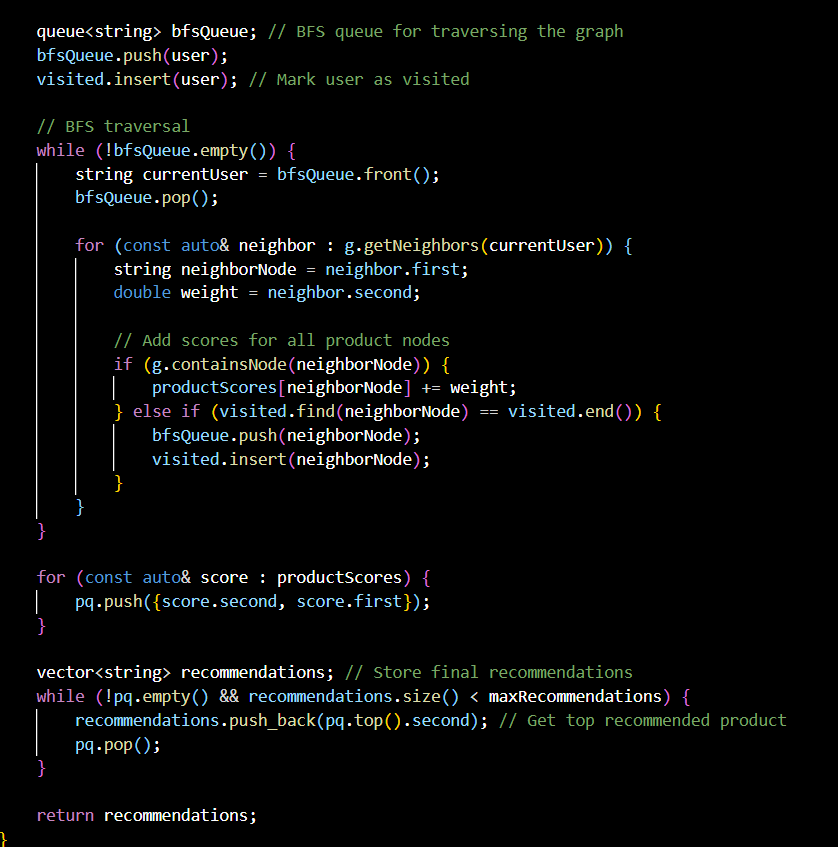 queue<string> bfsQueue; // BFS queue for traversing the graph
bfsQueue.push(user);
visited.insert(user); // Mark user as visited
// BFS traversal
while (!bfsQueue.empty()) {
string currentUser = bfsQueue.front();
bfsQueue.pop();
for (const auto& neighbor : g.getNeighbors(currentUser)) {
string neighborNode = neighbor.first;
double weight = neighbor.second;
// Add scores for all product nodes
if (g.containsNode(neighborNode)) {
productScores[neighborNode] += weight;
} else if (visited.find(neighborNode) == visited.end()) {
bfsQueue.push(neighborNode);
visited.insert(neighborNode);
}
}
}
for (const auto& score : productScores) {
pq.push({score.second, score.first});
}
vector<string> recommendations; // Store final recommendations
while (!pq.empty() && recommendations.size() < maxRecommendations) {
recommendations.push_back(pq.top().second); // Get top recommended product
pq.pop();
}
return recommendations;
}